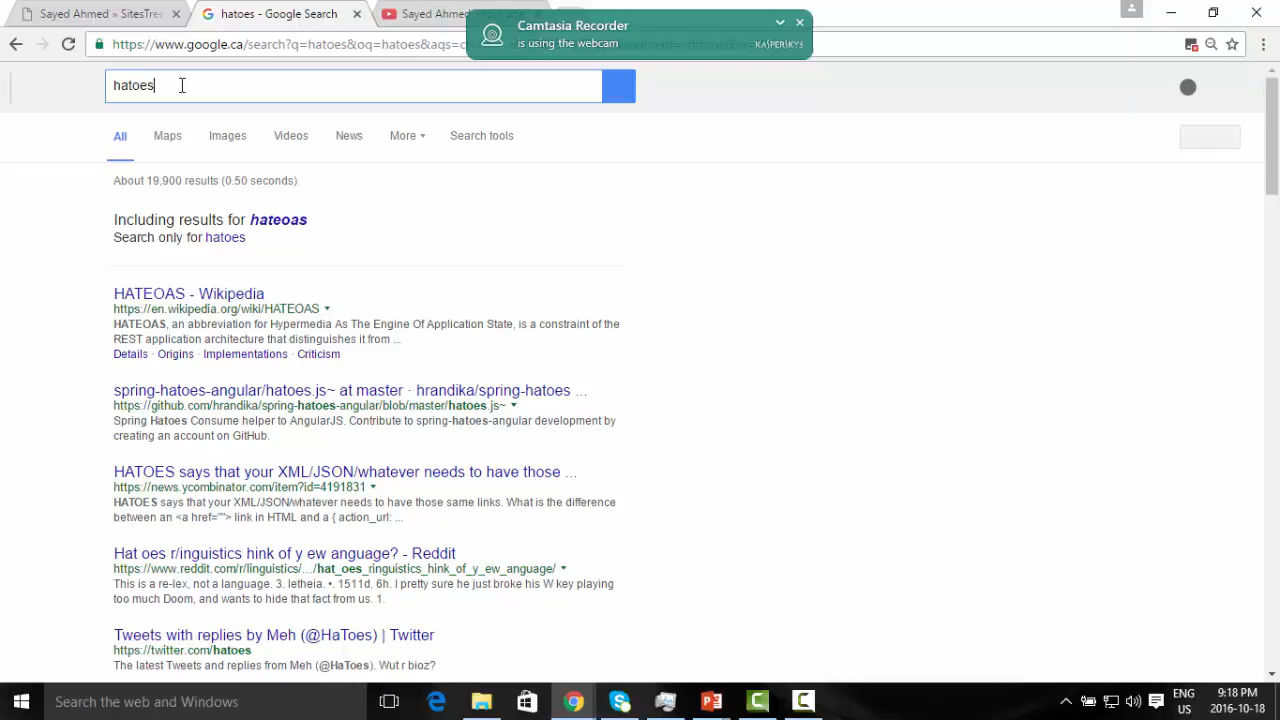 Sayed Ahmed – SitesTree
hatoes - Google Search
Sayed Ahmed - YouTube
Camtasia Recorder
is using the webcam
KASPERSKY
https://www.google.ca/search?q=hatoes&oq=hatoes&aqs=c
hatoes
All Maps Images Videos News More Search tools
About 19,900 results (0.50 seconds)
Including results for hateoas
Search only for hatoes
HATEOAS - Wikipedia
https://en.wikipedia.org/wiki/HATEOAS
HATEOAS, an abbreviation for Hypermedia As The Engine Of Application State, is a constraint of the
REST application architecture that distinguishes it from ...
Details · Origins · Implementations · Criticism
spring-hatoes-angular/hatoes.js~ at master · hrandika/spring-hatoes ...
https://github.com/hrandika/spring-hatoes-angular/blob/master/hatoes.js~
Spring Hatoes Consume helper to AngularJS. Contribute to spring-hatoes-angular development by
creating an account on GitHub.
HATOES says that your XML/JSON/whatever needs to have those ...
https://news.ycombinator.com/item?id=4191831
HATOES says that your XML/JSON/whatever needs to have those same links. What is the difference
between an <a href=""> link in HTML and a { action_url: ...
Hat oes r/inguistics hink of y ew anguage? - Reddit
https://www.reddit.com/r/linguistics/.../hat_oes_ringuistics_hink_of_y_ew_anguage/
This is a re-lex, not a language. 3. letheia. •. 1511d, 6h. I pretty sure he just broke his W key playing
too much Doom, and wants to hide that fact from us. 1.
Tweets with replies by Meh (@HaToes) | Twitter
https://twitter.com/hatoes
The latest Tweets and replies from Meh (@HaToes). Wut r bioz?
Search the web and Windows
ENG 9:18 PM
US 2016-10-18